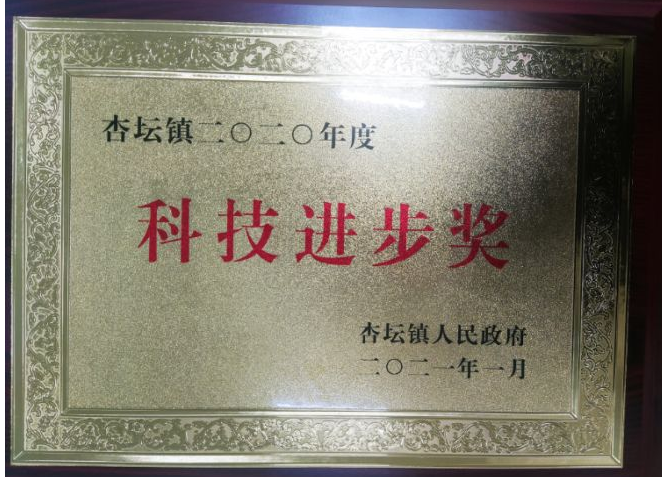 杏坛镇二〇二〇年度
科技进步奖
杏坛镇人民政府
二〇二一年一月